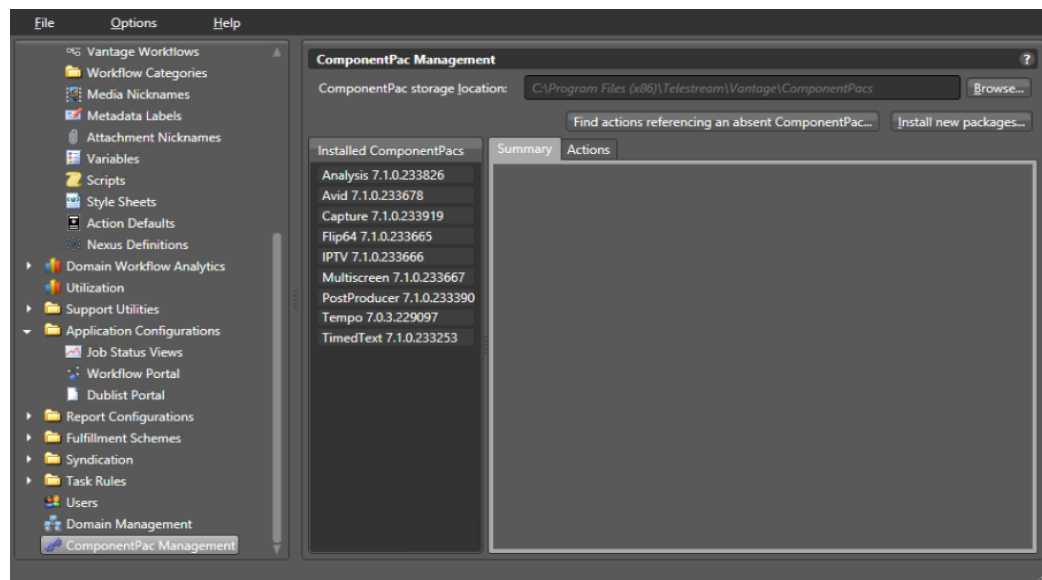 File Options Help
Vantage Workflows
Workflow Categories
Media Nicknames
Metadata Labels
Attachment Nicknames
Variables
Scripts
Style Sheets
Action Defaults
Nexus Definitions
Domain Workflow Analytics
Utilization
Support Utilities
Application Configurations
Job Status Views
Workflow Portal
Dublist Portal
Report Configurations
Fulfillment Schemes
Syndication
Task Rules
Users
Domain Management
ComponentPac Management
ComponentPac Management ?
ComponentPac storage location: C:\Program Files (x86)\Telestream\Vantage\ComponentPacs Browse...
Find actions referencing an absent ComponentPac... Install new packages...
Installed ComponentPacs
Analysis 7.1.0.233826
Avid 7.1.0.233678
Capture 7.1.0.233919
Flip64 7.1.0.233665
IPTV 7.1.0.233666
Multiscreen 7.1.0.233667
PostProducer 7.1.0.233390
Tempo 7.0.3.229097
TimedText 7.1.0.233253
Summary Actions